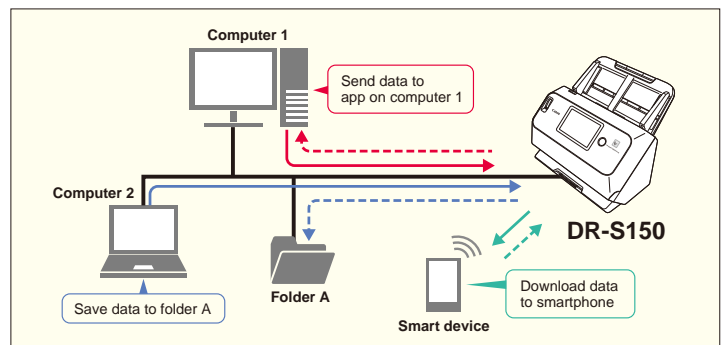 Computer 1
Send data to
app on computer 1
Computer 2
DR-S150
Save data to folder A
Folder A
Download data
to smartphone
Smart device